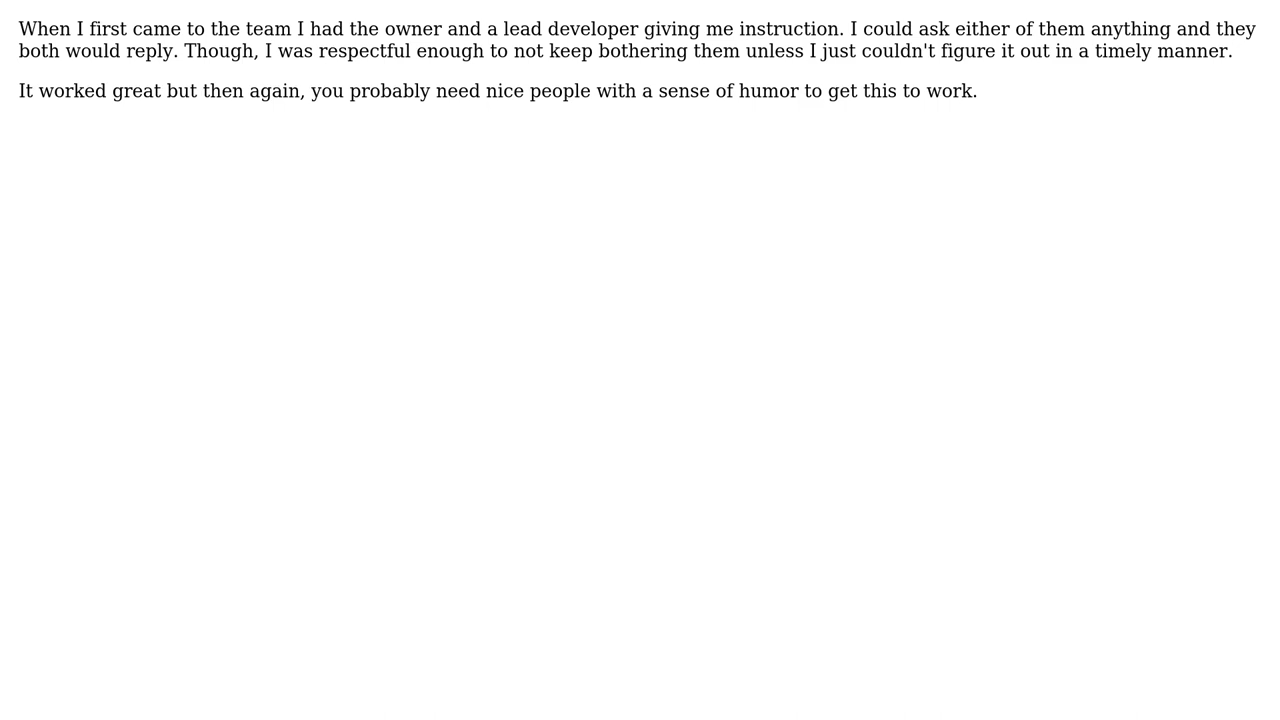 When I first came to the team I had the owner and a lead developer giving me instruction. I could ask either of them anything and they
both would reply. Though, I was respectful enough to not keep bothering them unless I just couldn't figure it out in a timely manner.
It worked great but then again, you probably need nice people with a sense of humor to get this to work.